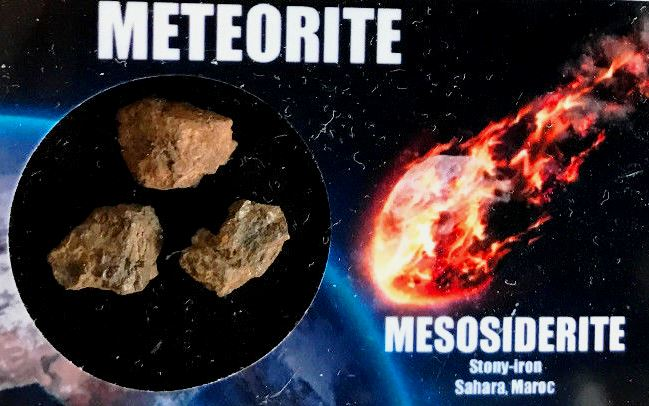 METEORITE
MESOSIDERITE
Stony-iron
Sahara, Maroc